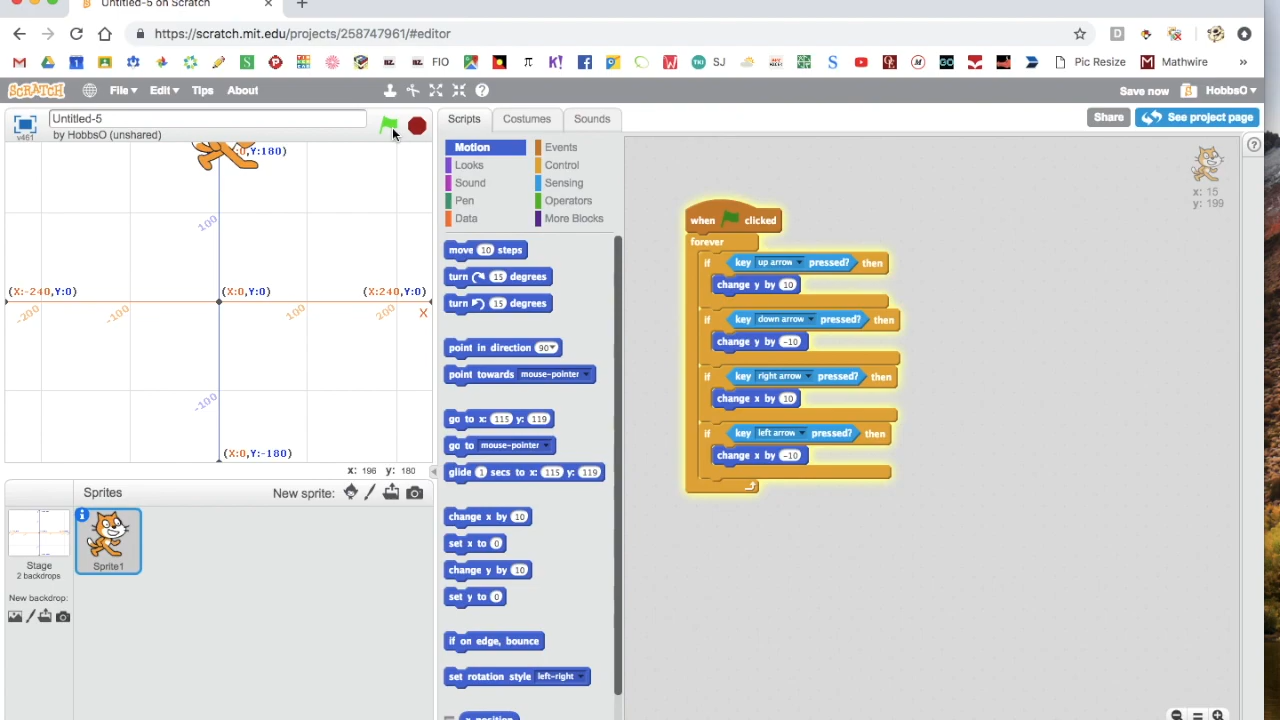 Untitled-5 on Scratch
https://scratch.mit.edu/projects/258747961/#editor
FIO
SJ
Pic Resize
Mathwire
SCRATCH
File
Edit
Tips
About
Save now
HobbsO
v461
Untitled-5
by HobbsO (unshared)
Scripts
Costumes
Sounds
Share
See project page
,Y:180)
100
(X:-240,Y:0)
(X:0,Y:0)
(X:240,Y:0)
-200
-100
100
200
X
-100
(X:0,Y:-180)
x: 196 y: 180
Motion
Looks
Sound
Pen
Data
Events
Control
Sensing
Operators
More Blocks
move 10 steps
turn 15 degrees
turn 15 degrees
point in direction 90
point towards mouse-pointer
go to x: 115 y: 119
go to mouse-pointer
glide 1 secs to x: 115 y: 119
change x by 10
set x to 0
change y by 10
set y to 0
if on edge, bounce
set rotation style left-right
x position
when clicked
forever
if key up arrow pressed? then
change y by 10
if key down arrow pressed? then
change y by -10
if key right arrow pressed? then
change x by 10
if key left arrow pressed? then
change x by -10
x: 15
y: 199
Sprites
New sprite:
Stage
2 backdrops
Sprite1
New backdrop: